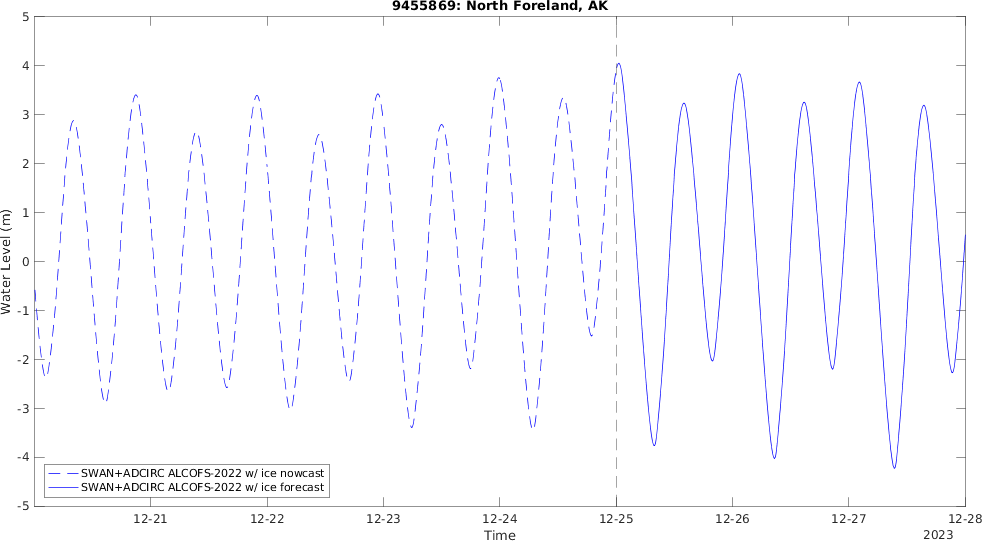 9455869: North Foreland, AK
5
4
3
2
1
0
-1
-2
-3
-4
-5
Water Level (m)
SWAN+ADCIRC ALCOFS-2022 w/ ice nowcast
SWAN+ADCIRC ALCOFS-2022 w/ ice forecast
12-21 12-22 12-23 12-24 12-25 12-26 12-27 12-28
Time
2023